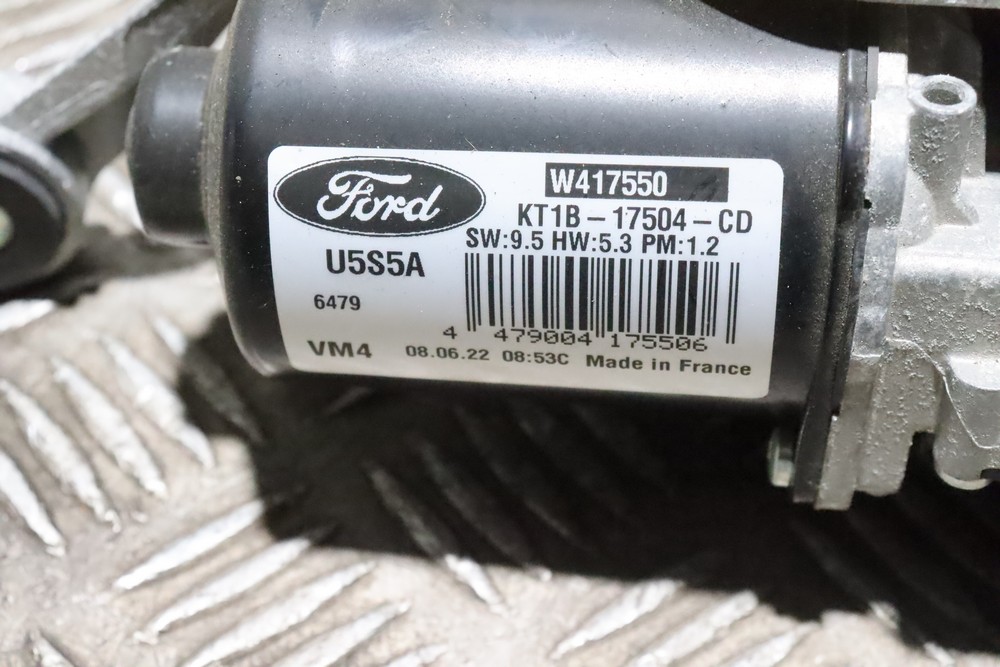 Ford
W417550
KT1B-17504-CD
SW:9.5 HW:5.3 PM:1.2
U5S5A
6479
4 479004 175506
VM4 08.06.22 08:53C Made in France